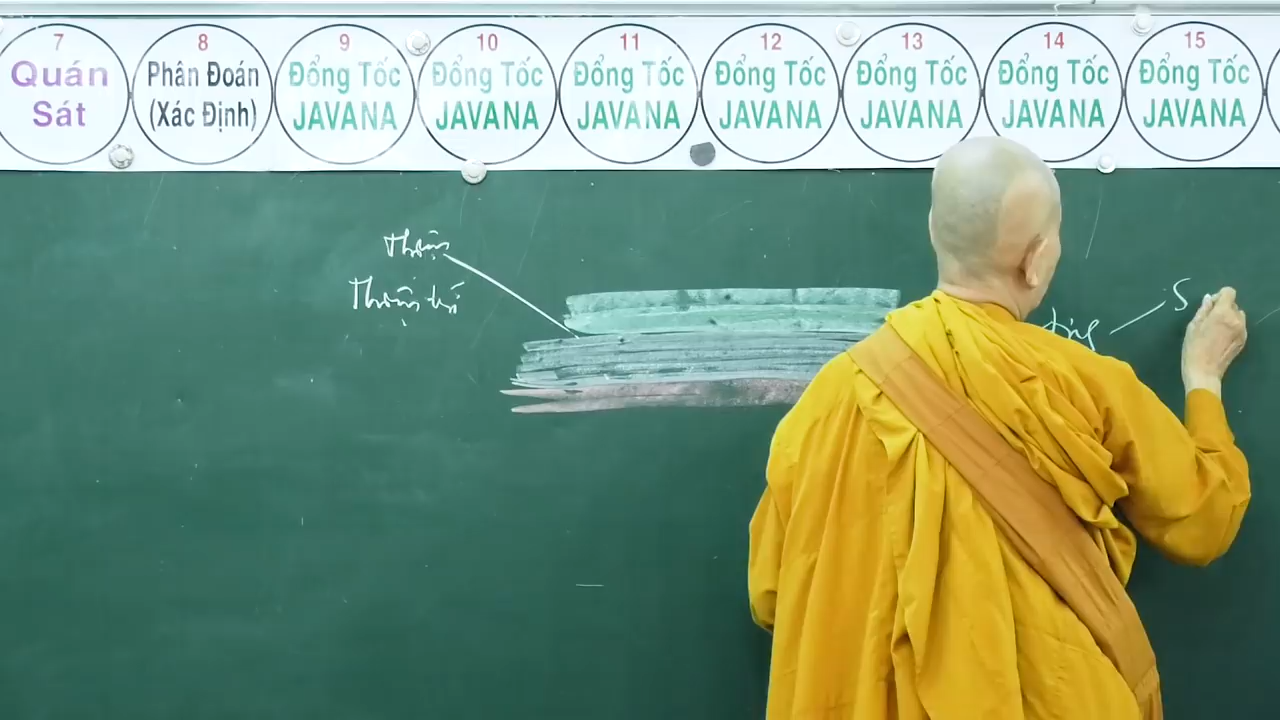 7
Quán
Sát
8
Phân Đoán
(Xác Định)
9
Đổng Tốc
JAVANA
10
Đổng Tốc
JAVANA
11
Đổng Tốc
JAVANA
12
Đổng Tốc
JAVANA
13
Đổng Tốc
JAVANA
14
Đổng Tốc
JAVANA
15
Đổng Tốc
JAVANA
S